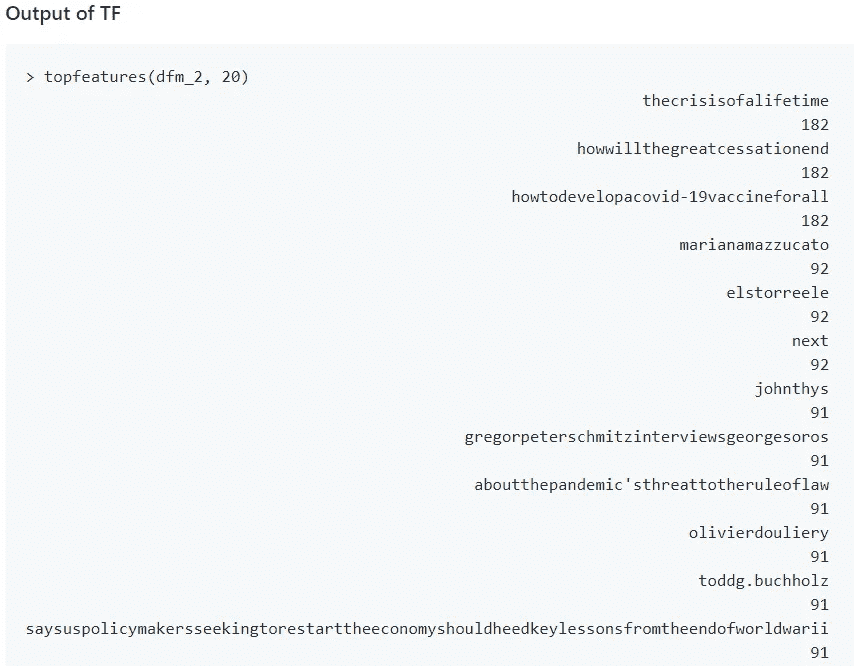 Output of TF
> topfeatures(dfm_2, 20)
thecrisisofalifetime
182
howwillthegreatcessationend
182
howtodevelopacovid-19vaccineforall
182
marianamazzucato
92
elstorreele
92
next
92
johnthys
91
gregorpeterschmitzinterviewsgeorgesoros
91
aboutthepandemic'sthreattotheruleoflaw
91
olivierdouliery
91
toddg.buchholz
91
saysuspolicymakersseekingtorestarttheeconomyshouldheedkeylessonsfromtheendofworldwarii
91